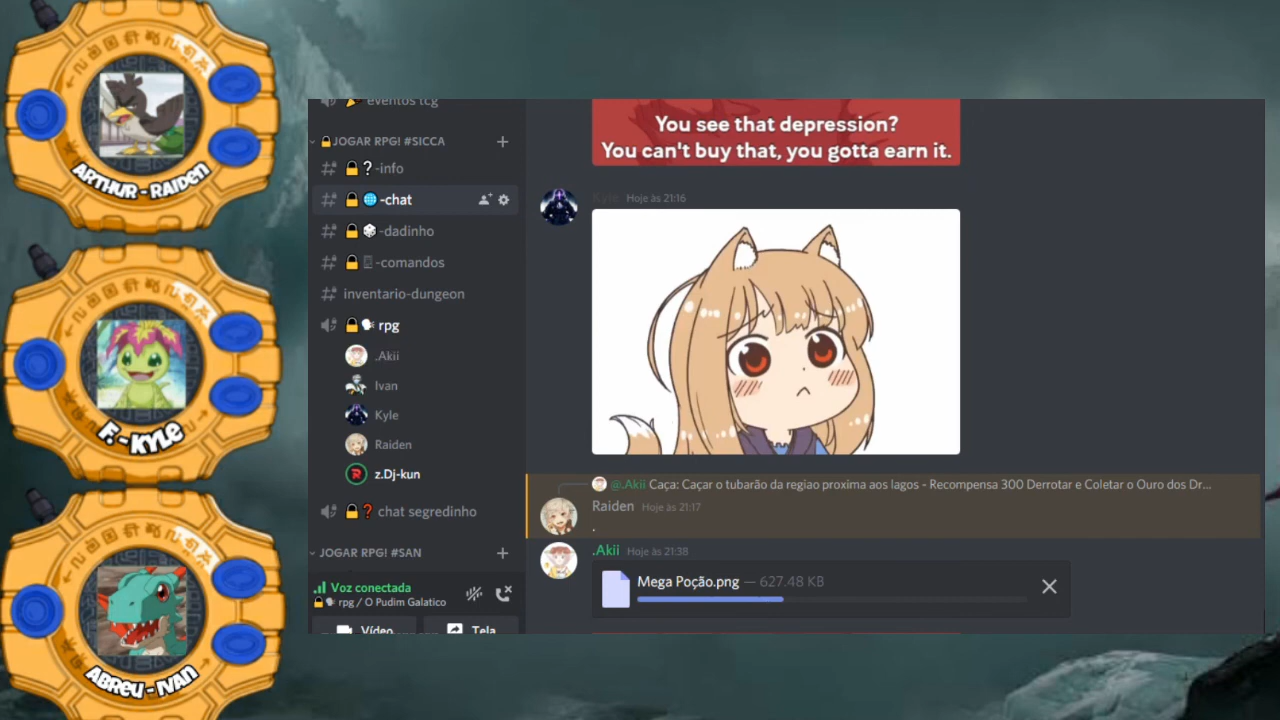 ARTHUR - RAIDEN
F. - KYLE
ABREU - IVAN
eventos tcg
JOGAR RPG! #SICCA
-info
-chat
-dadinho
-comandos
inventario-dungeon
rpg
.Akii
Ivan
Kyle
Raiden
z.Dj-kun
chat segredinho
JOGAR RPG! #SAN
Voz conectada
rpg / O Pudim Galatico
Vídeo
Tela
You see that depression?
You can't buy that, you gotta earn it.
Kyle Hoje às 21:16
@.Akii Caça: Caçar o tubarão da regiao proxima aos lagos - Recompensa 300 Derrotar e Coletar o Ouro dos Dr...
Raiden Hoje às 21:17
.
.Akii Hoje às 21:38
Mega Poção.png — 627.48 KB